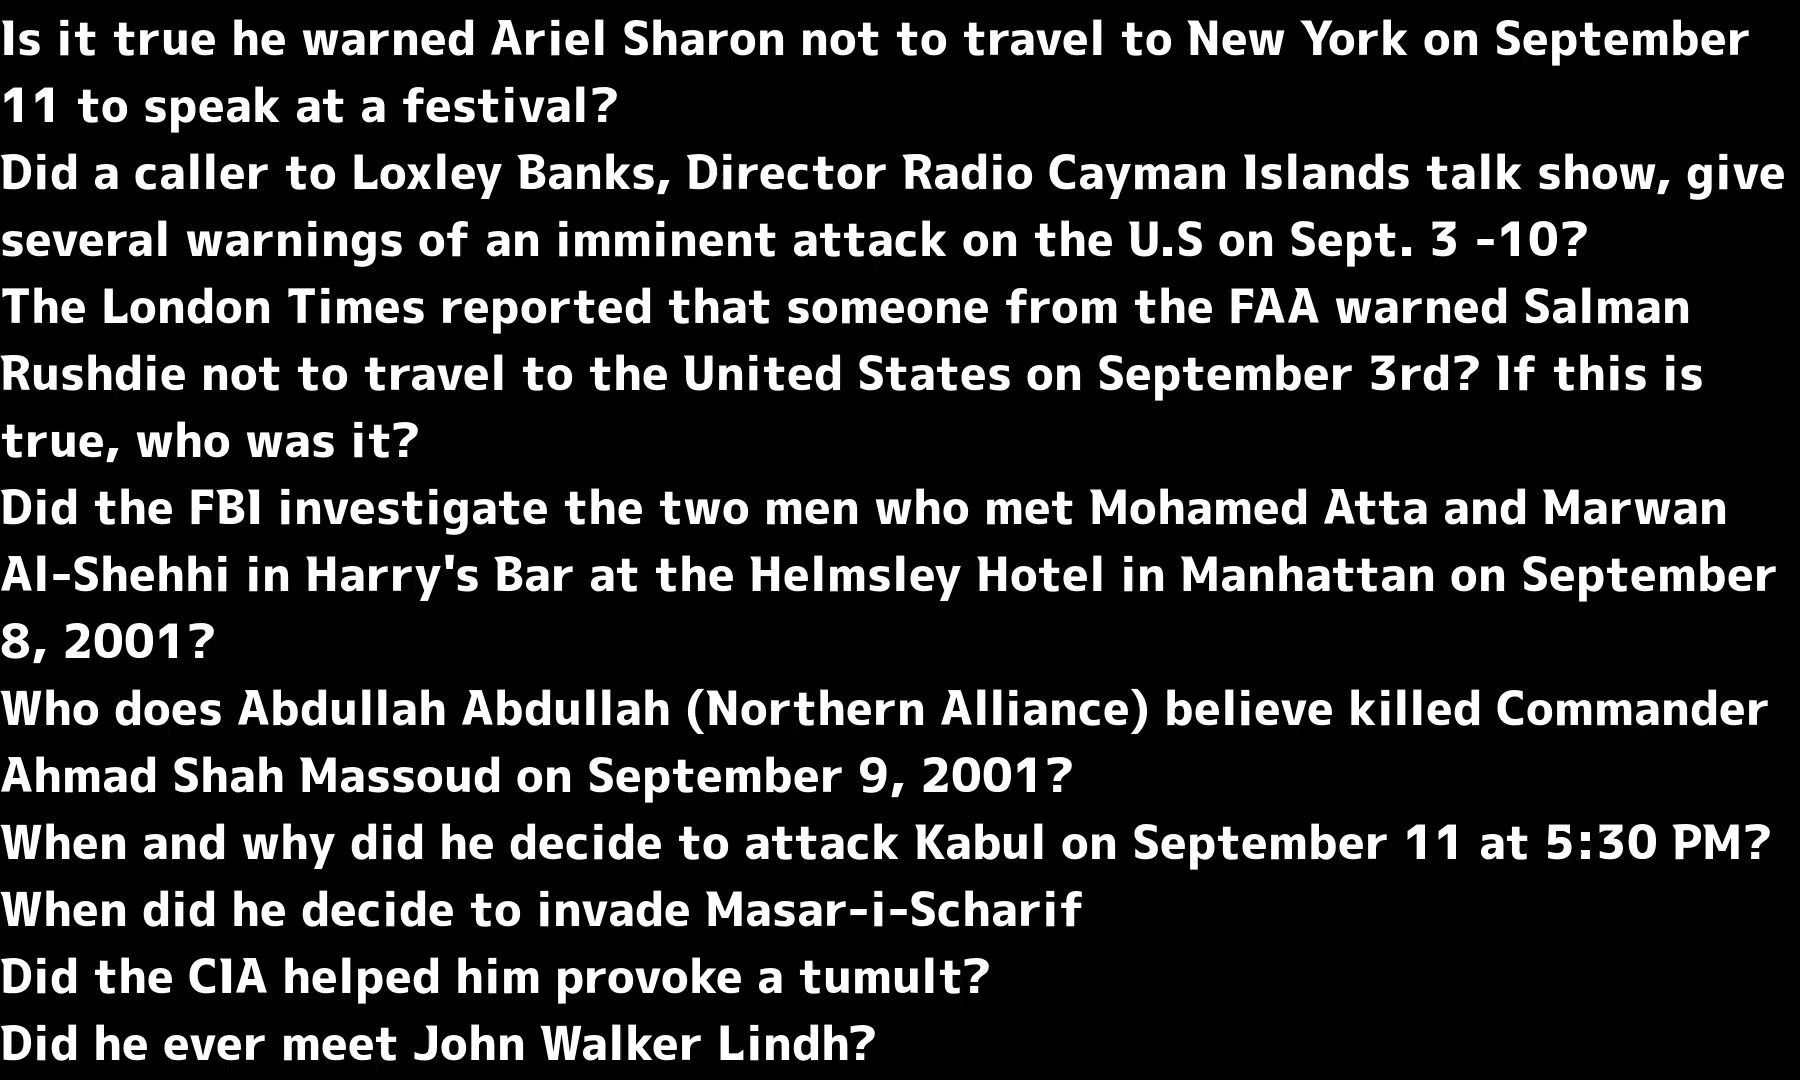 Is it true he warned Ariel Sharon not to travel to New York on September
11 to speak at a festival?
Did a caller to Loxley Banks, Director Radio Cayman Islands talk show, give
several warnings of an imminent attack on the U.S on Sept. 3 -10?
The London Times reported that someone from the FAA warned Salman
Rushdie not to travel to the United States on September 3rd? If this is
true, who was it?
Did the FBI investigate the two men who met Mohamed Atta and Marwan
Al-Shehhi in Harry's Bar at the Helmsley Hotel in Manhattan on September
8, 2001?
Who does Abdullah Abdullah (Northern Alliance) believe killed Commander
Ahmad Shah Massoud on September 9, 2001?
When and why did he decide to attack Kabul on September 11 at 5:30 PM?
When did he decide to invade Masar-i-Scharif
Did the CIA helped him provoke a tumult?
Did he ever meet John Walker Lindh?